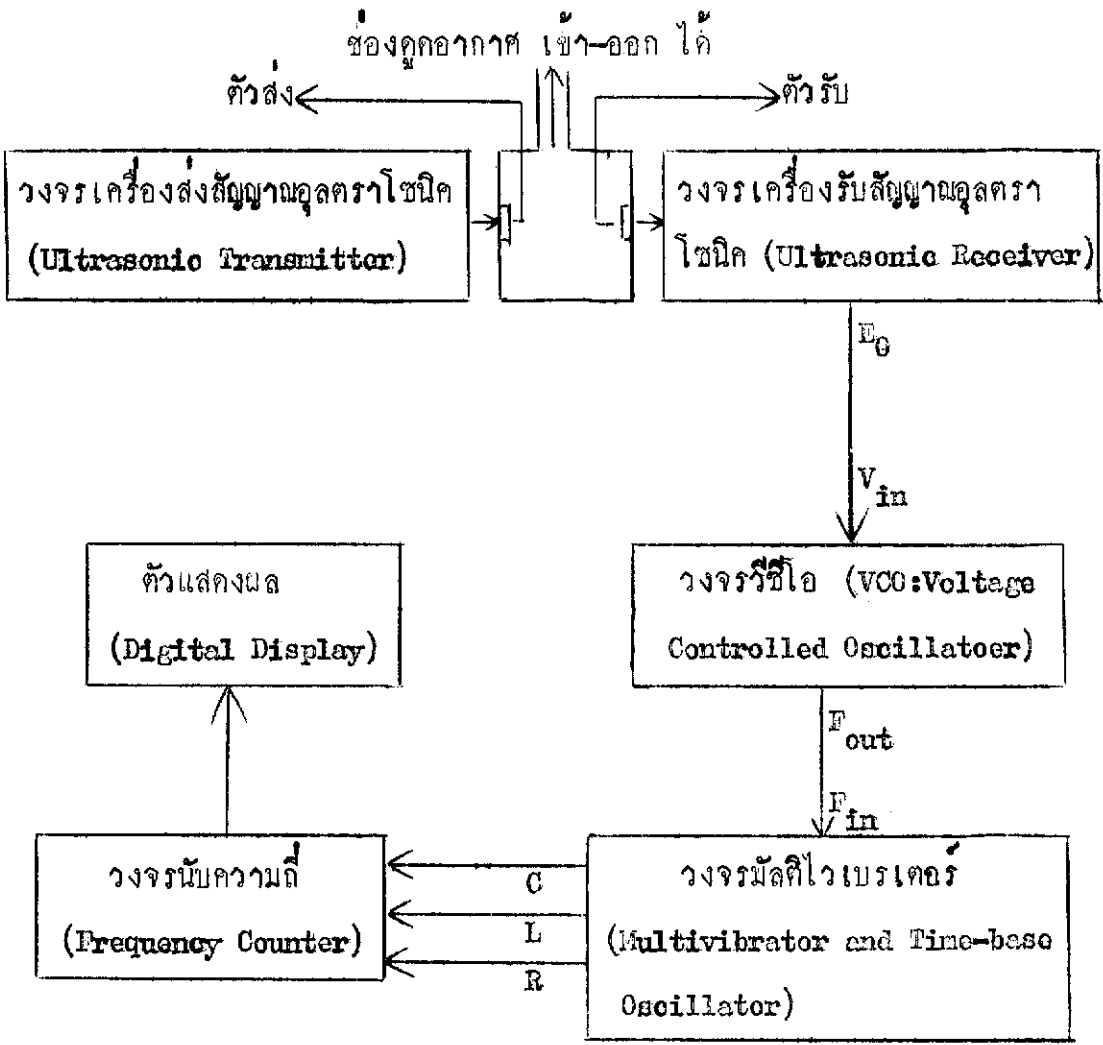 ช่องดูดอากาศ เข้า-ออก ได้
ตัวส่ง
ตัวรับ
วงจรเครื่องส่งสัญญาณอุลตราโซนิค
(Ultrasonic Transmitter)
วงจรเครื่องรับสัญญาณอุลตรา
โซนิค (Ultrasonic Receiver)
E0
Vin
ตัวแสดงผล
(Digital Display)
วงจรวีซีโอ (VCO:Voltage
Controlled Oscillatoer)
Fout
Fin
วงจรนับความถี่
(Frequency Counter)
C
L
R
วงจรมัลติไวเบรเตอร์
(Multivibrator and Time-base
Oscillator)